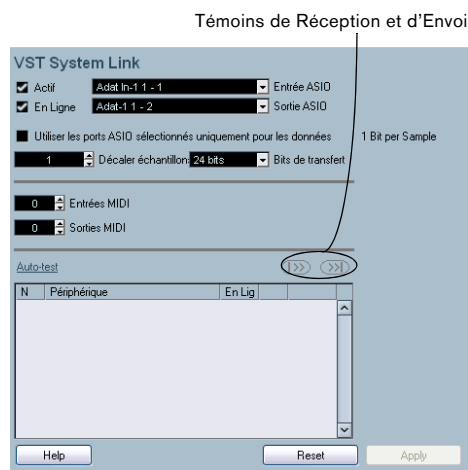 Témoins de Réception et d'Envoi
VST System Link
Actif Adat In-1 1 - 1 Entrée ASIO
En Ligne Adat-1 1 - 2 Sortie ASIO
Utiliser les ports ASIO sélectionnés uniquement pour les données 1 Bit per Sample
1 Décaler échantillon: 24 bits Bits de transfert
0 Entrées MIDI
0 Sorties MIDI
Auto-test
N Périphérique En Lig
Help Reset Apply